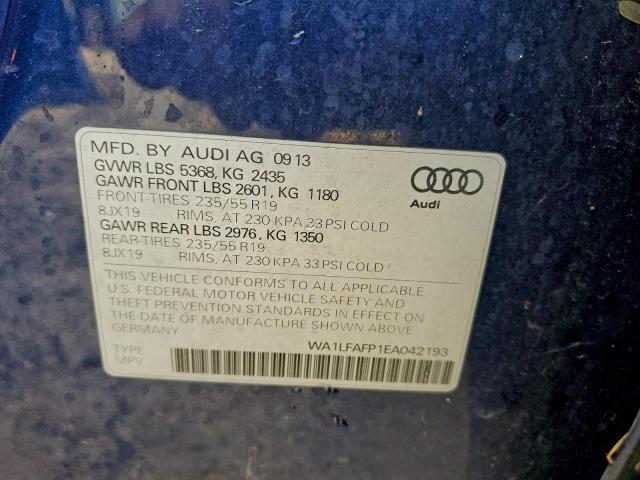 MFD. BY AUDI AG 0913
GVWR LBS 5368, KG 2435
GAWR FRONT LBS 2601, KG 1180
FRONT-TIRES 235/55 R19
8JX19 RIMS, AT 230 KPA 33 PSI COLD
GAWR REAR LBS 2976, KG 1350
REAR-TIRES 235/55 R19
8JX19 RIMS, AT 230 KPA 33 PSI COLD
Audi
THIS VEHICLE CONFORMS TO ALL APPLICABLE
U.S. FEDERAL MOTOR VEHICLE SAFETY AND
THEFT PREVENTION STANDARDS IN EFFECT ON
THE DATE OF MANUFACTURE SHOWN ABOVE
GERMANY
WA1LFAFP1EA042193
TYPE
MPV